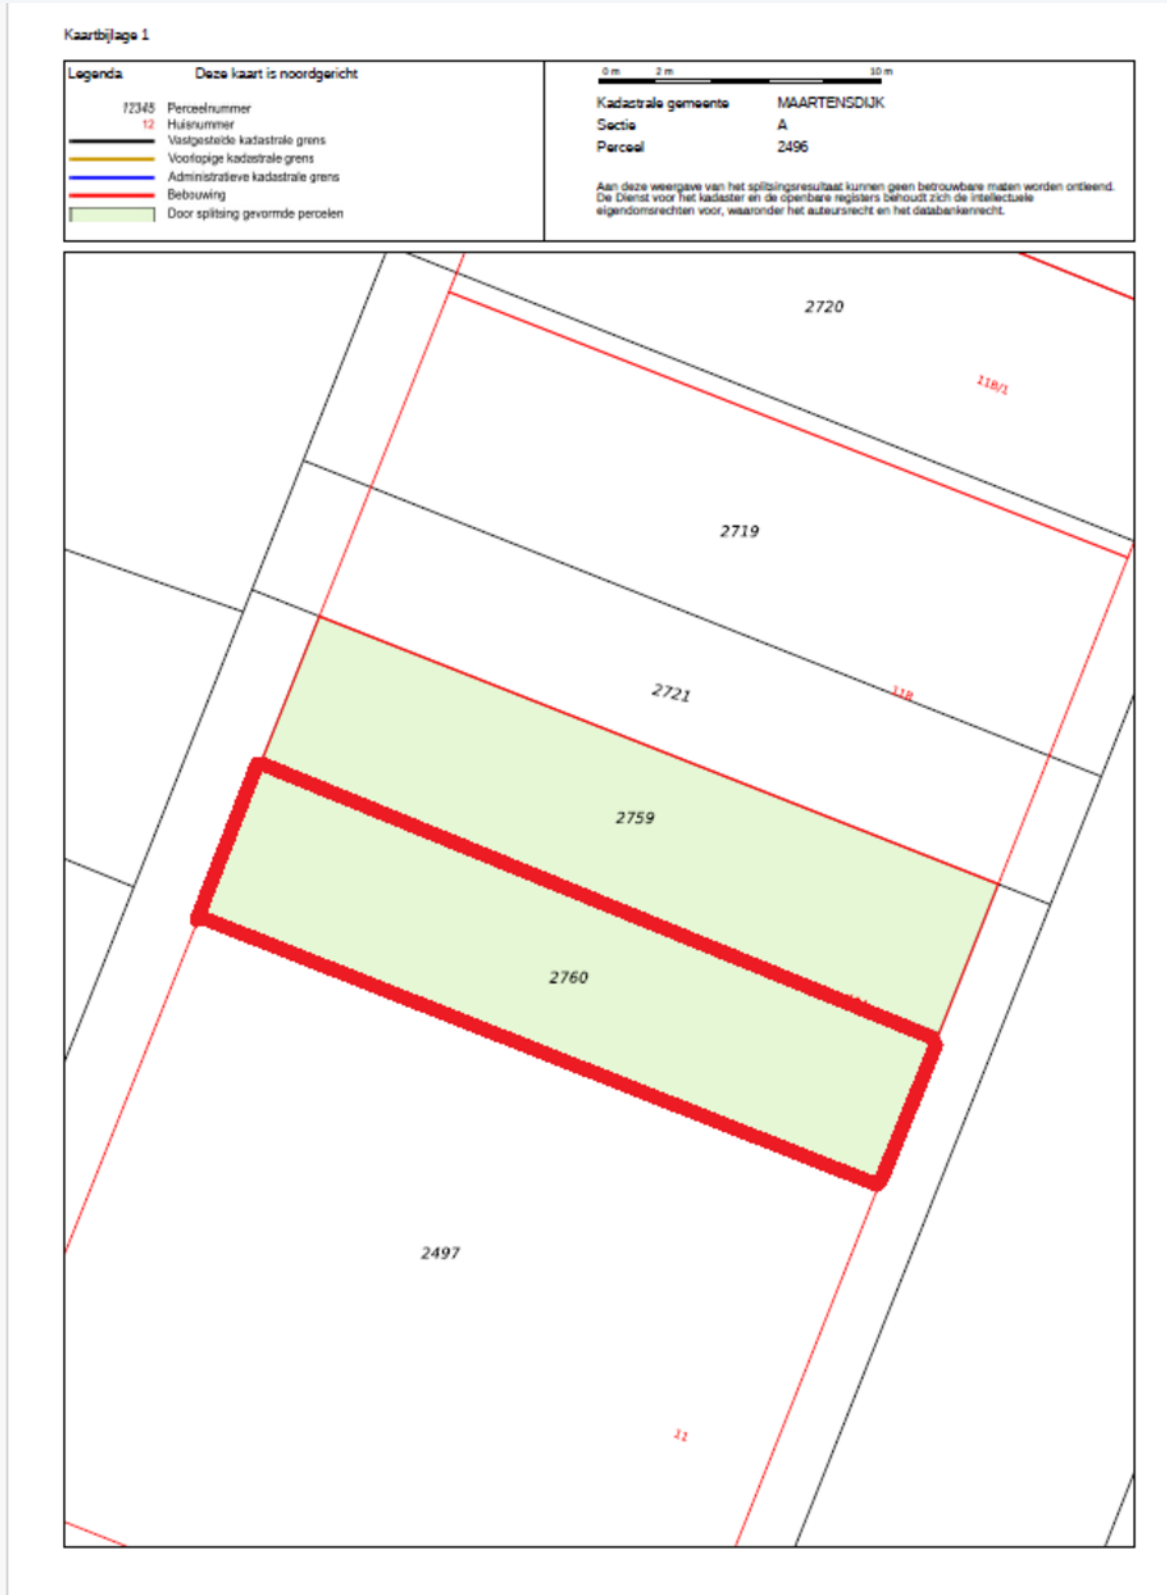 Kaartbijlage 1
Legenda Deze kaart is noordgericht
12345 Perceelnummer
12 Huisnummer
Vastgestelde kadastrale grens
Voorlopige kadastrale grens
Administratieve kadastrale grens
Bebouwing
Door splitsing gevormde percelen
0 m 2 m 10 m
Kadastrale gemeente MAARTENSDIJK
Sectie A
Perceel 2496
Aan deze weergave van het splitsingsresultaat kunnen geen betrouwbare maten worden ontleend.
De Dienst voor het kadaster en de openbare registers behoudt zich de intellectuele
eigendomsrechten voor, waaronder het auteursrecht en het databankenrecht.
2720
11B/1
2719
2721
11B
2759
2760
2497
11